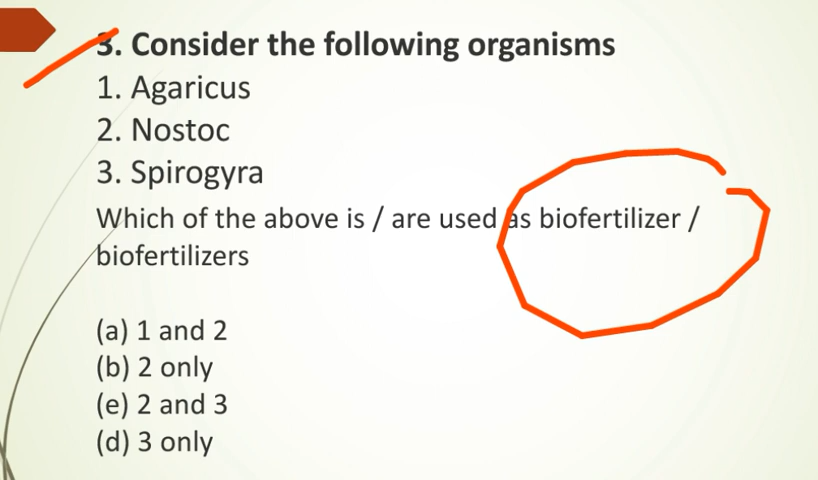 3. Consider the following organisms
1. Agaricus
2. Nostoc
3. Spirogyra
Which of the above is / are used as biofertilizer /
biofertilizers
(a) 1 and 2
(b) 2 only
(e) 2 and 3
(d) 3 only